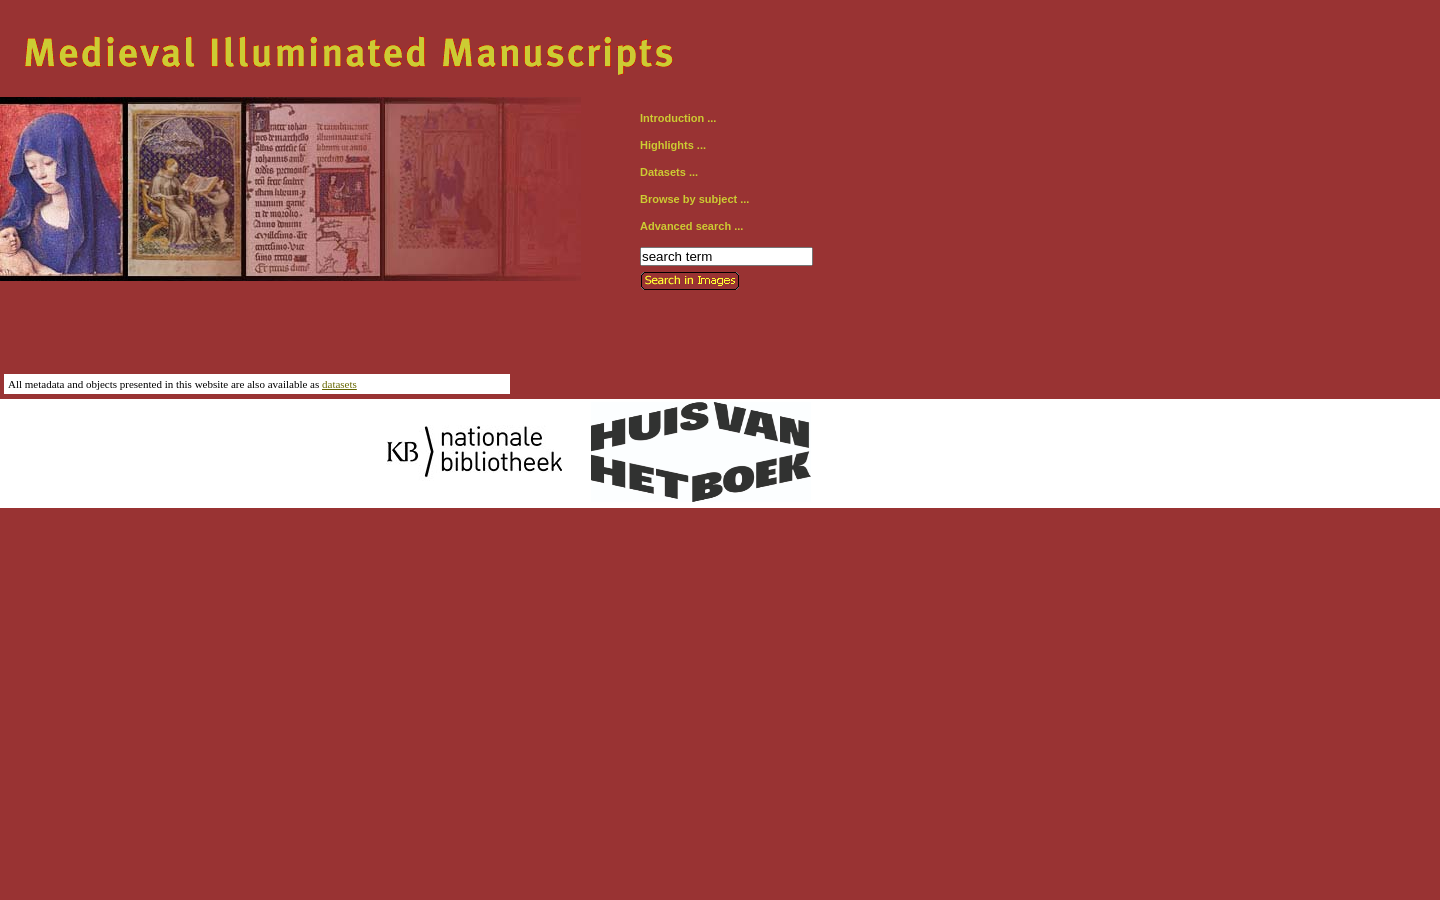 Medieval Illuminated Manuscripts
Introduction ...
Highlights ...
Datasets ...
Browse by subject ...
Advanced search ...
search term
Search in Images
All metadata and objects presented in this website are also available as datasets
KB nationale
bibliotheek
HUIS VAN
HET BOEK